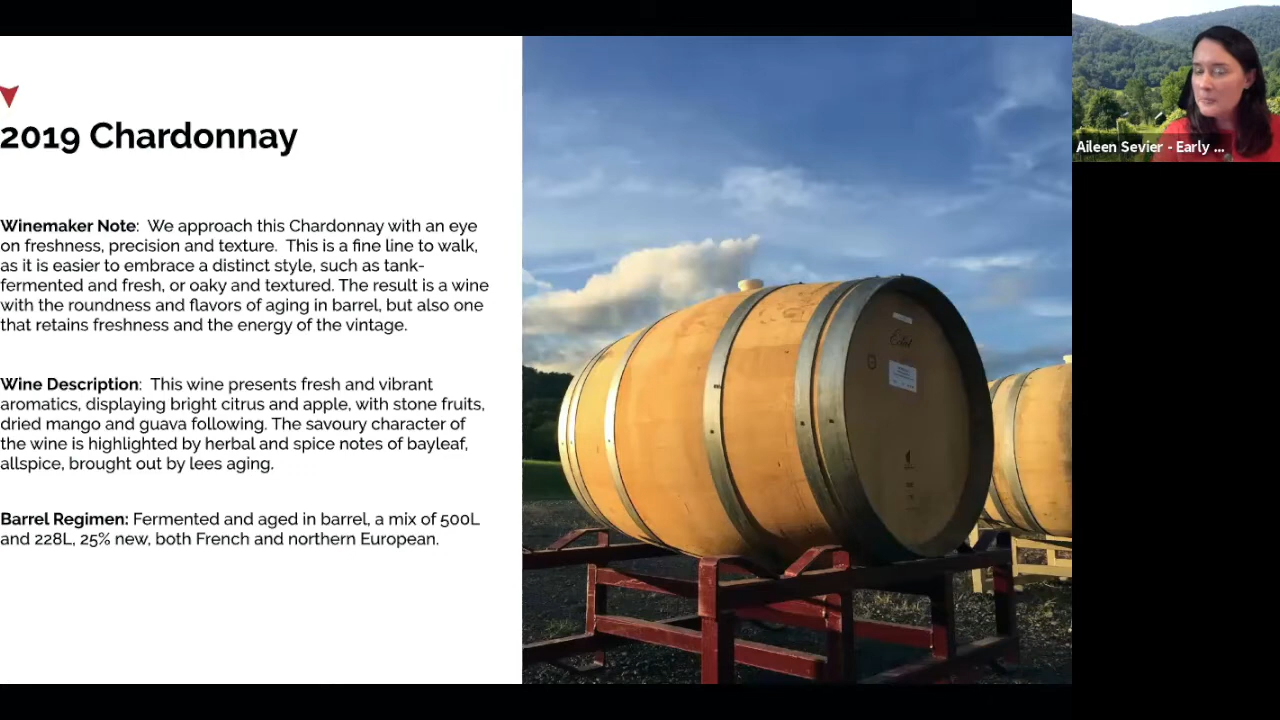 2019 Chardonnay
Winemaker Note: We approach this Chardonnay with an eye
on freshness, precision and texture. This is a fine line to walk,
as it is easier to embrace a distinct style, such as tank-
fermented and fresh, or oaky and textured. The result is a wine
with the roundness and flavors of aging in barrel, but also one
that retains freshness and the energy of the vintage.
Wine Description: This wine presents fresh and vibrant
aromatics, displaying bright citrus and apple, with stone fruits,
dried mango and guava following. The savoury character of
the wine is highlighted by herbal and spice notes of bayleaf,
allspice, brought out by lees aging.
Barrel Regimen: Fermented and aged in barrel, a mix of 500L
and 228L, 25% new, both French and northern European.
Aileen Sevier - Early ...